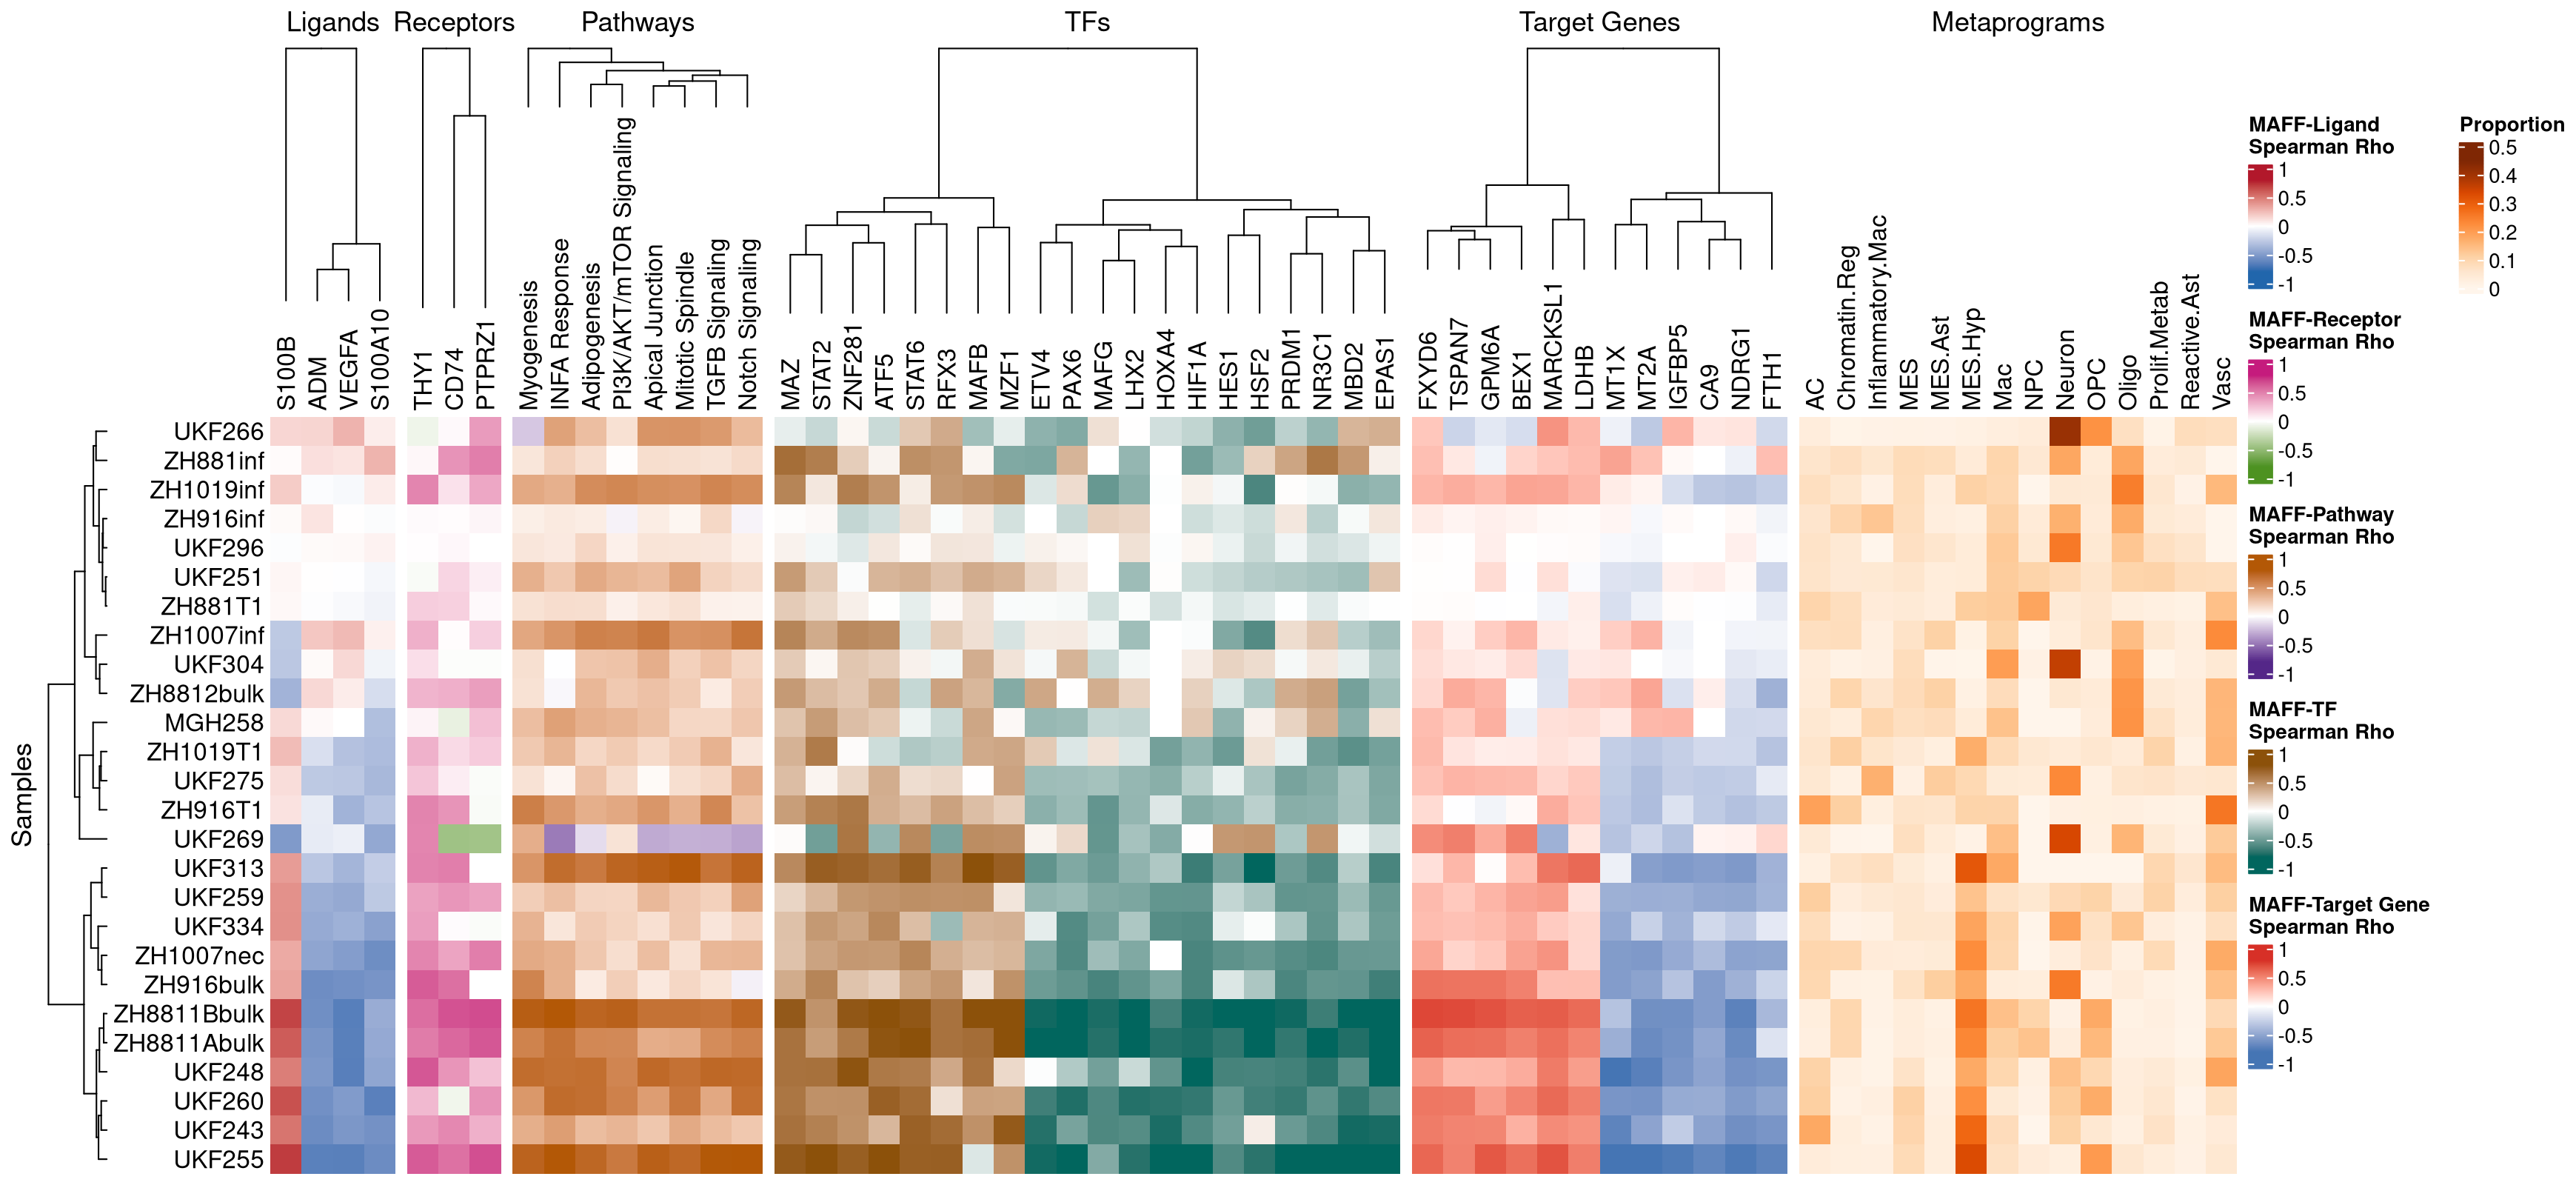 Ligands
Receptors
Pathways
TFs
Target Genes
Metaprograms
S100B
ADM
VEGFA
S100A10
THY1
CD74
PTPRZ1
Myogenesis
INFA Response
Adipogenesis
PI3K/AKT/mTOR Signaling
Apical Junction
Mitotic Spindle
TGFB Signaling
Notch Signaling
MAZ
STAT2
ZNF281
ATF5
STAT6
RFX3
MAFB
MZF1
ETV4
PAX6
MAFG
LHX2
HOXA4
HIF1A
HES1
HSF2
PRDM1
NR3C1
MBD2
EPAS1
FXYD6
TSPAN7
GPM6A
BEX1
MARCKSL1
LDHB
MT1X
MT2A
IGFBP5
CA9
NDRG1
FTH1
AC
Chromatin.Reg
Inflammatory.Mac
MES
MES.Ast
MES.Hyp
Mac
NPC
Neuron
OPC
Oligo
Prolif.Metab
Reactive.Ast
Vasc
Samples
UKF266
ZH881inf
ZH1019inf
ZH916inf
UKF296
UKF251
ZH881T1
ZH1007inf
UKF304
ZH8812bulk
MGH258
ZH1019T1
UKF275
ZH916T1
UKF269
UKF313
UKF259
UKF334
ZH1007nec
ZH916bulk
ZH8811Bbulk
ZH8811Abulk
UKF248
UKF260
UKF243
UKF255
MAFF-Ligand
Spearman Rho
1
0.5
0
-0.5
-1
MAFF-Receptor
Spearman Rho
1
0.5
0
-0.5
-1
MAFF-Pathway
Spearman Rho
1
0.5
0
-0.5
-1
MAFF-TF
Spearman Rho
1
0.5
0
-0.5
-1
MAFF-Target Gene
Spearman Rho
1
0.5
0
-0.5
-1
Proportion
0.5
0.4
0.3
0.2
0.1
0